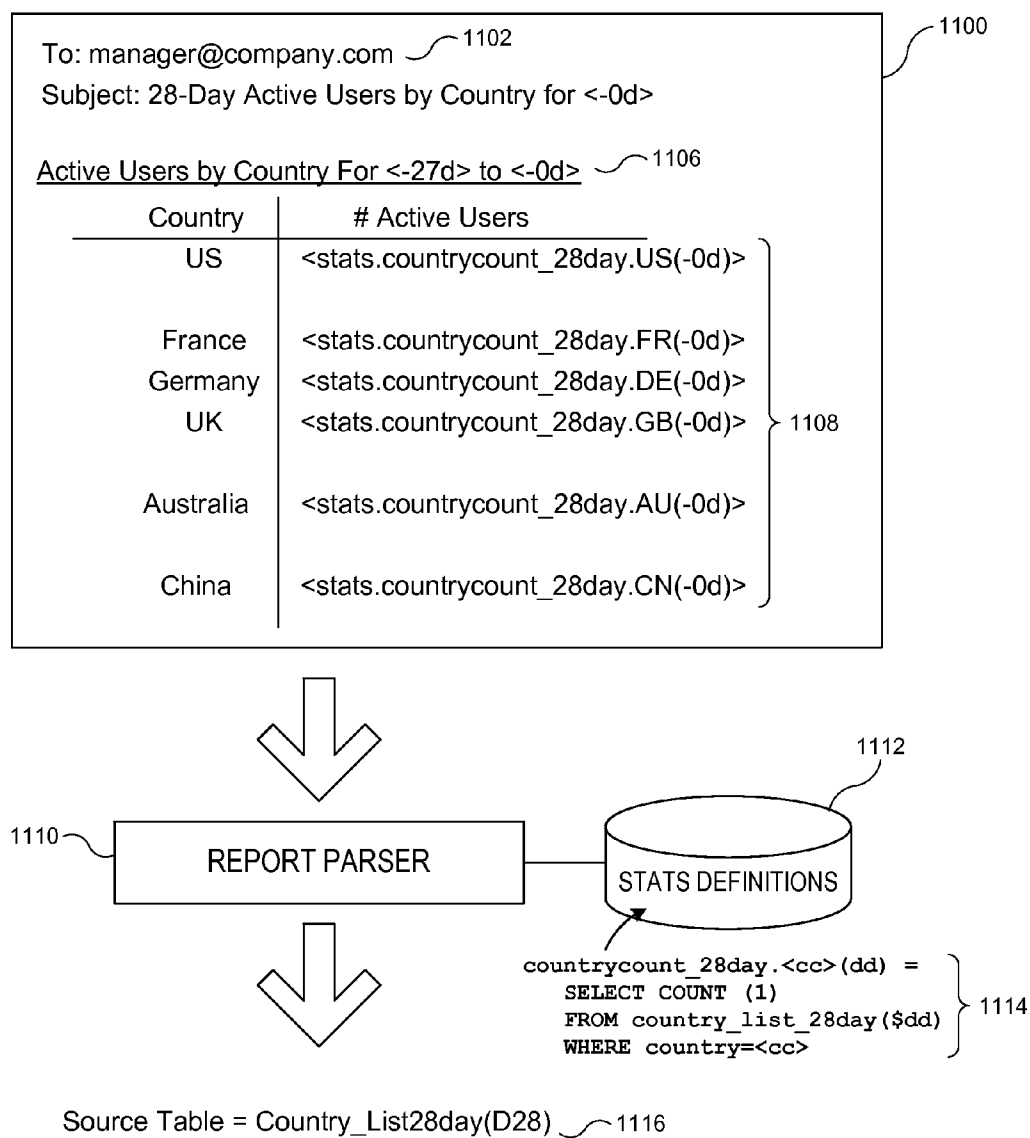 1100
To: manager@company.com 1102
Subject: 28-Day Active Users by Country for <-0d>
Active Users by Country For <-27d> to <-0d> 1106
Country # Active Users
US <stats.countrycount_28day.US(-0d)>
France <stats.countrycount_28day.FR(-0d)>
Germany <stats.countrycount_28day.DE(-0d)>
UK <stats.countrycount_28day.GB(-0d)> 1108
Australia <stats.countrycount_28day.AU(-0d)>
China <stats.countrycount_28day.CN(-0d)>
1112
1110 REPORT PARSER
STATS DEFINITIONS
countrycount_28day.<cc>(dd) =
SELECT COUNT (1)
FROM country_list_28day($dd) 1114
WHERE country=<cc>
Source Table = Country_List28day(D28) 1116